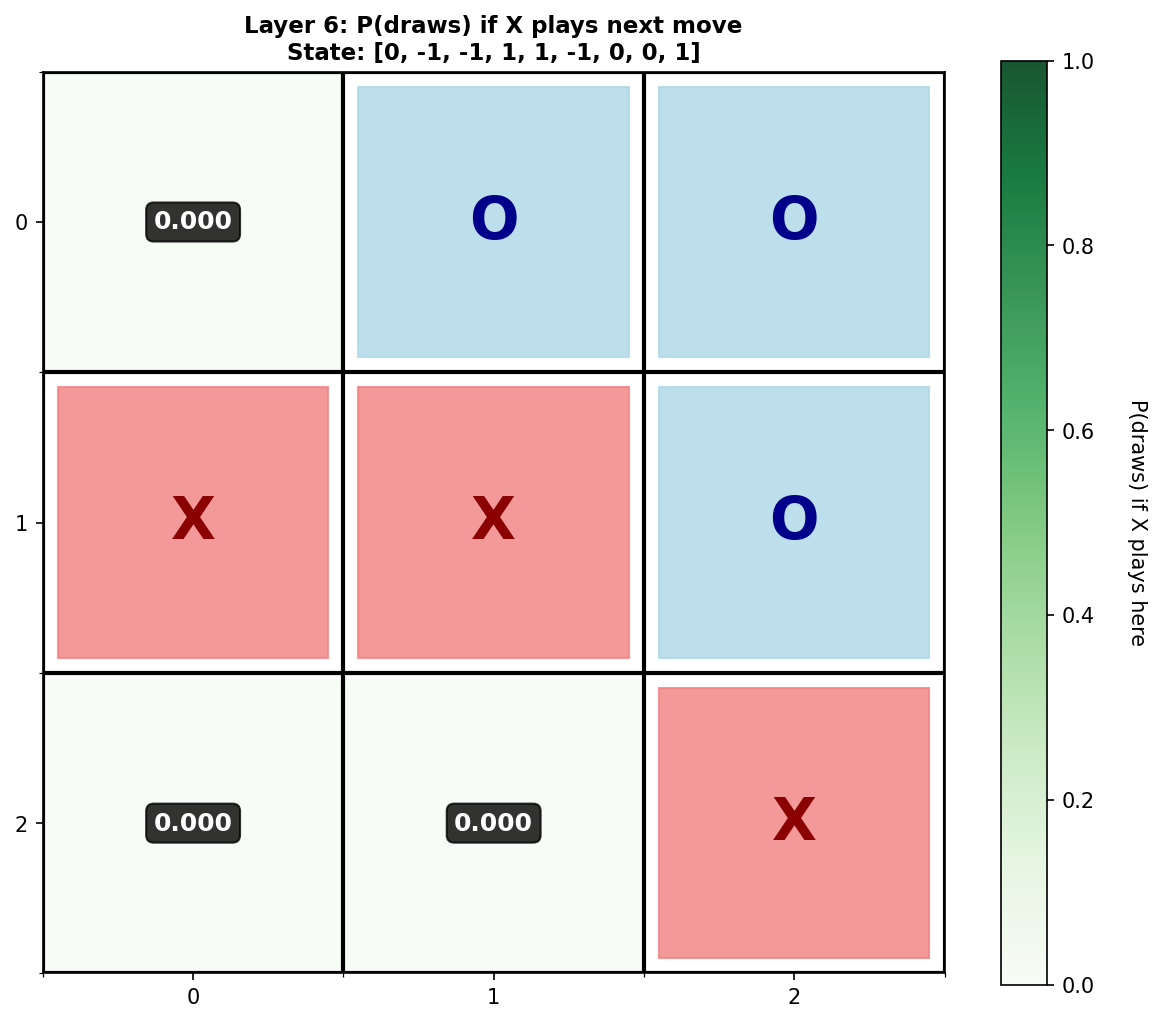 Layer 6: P(draws) if X plays next move
State: [0, -1, -1, 1, 1, -1, 0, 0, 1]
0
0.000
O
O
1
X
X
O
2
0.000
0.000
X
0
1
2
1.0
0.8
0.6
0.4
0.2
0.0
P(draws) if X plays here